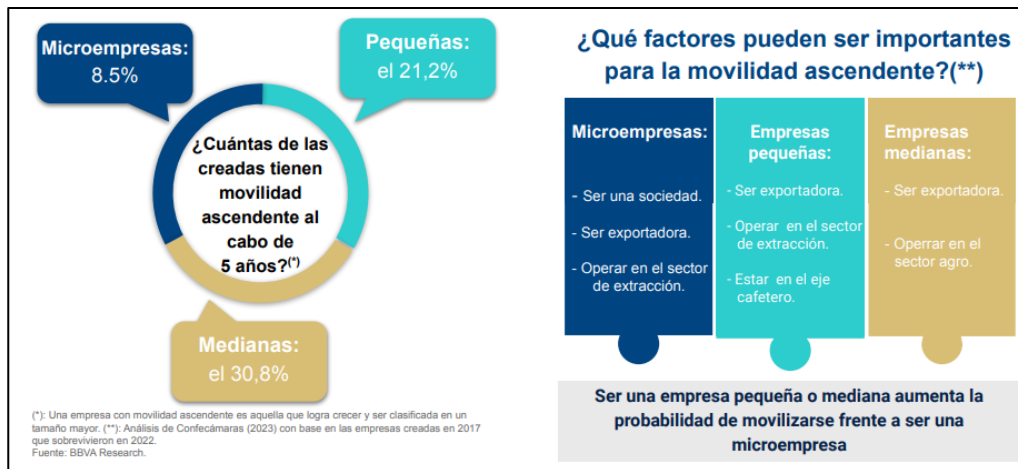 Microempresas:
8.5%
Pequeñas:
el 21,2%
¿Cuántas de las
creadas tienen
movilidad
ascendente al
cabo de
5 años?(*)
Medianas:
el 30,8%
(*): Una empresa con movilidad ascendente es aquella que logra crecer y ser clasificada en un
tamaño mayor. (**): Análisis de Confecámaras (2023) con base en las empresas creadas en 2017
que sobrevivieron en 2022.
Fuente: BBVA Research.
¿Qué factores pueden ser importantes
para la movilidad ascendente?(**)
Microempresas:
- Ser una sociedad.
- Ser exportadora.
- Operar en el sector
de extracción.
Empresas
pequeñas:
- Ser exportadora.
- Operar en el sector
de extracción.
- Estar en el eje
cafetero.
Empresas
medianas:
- Ser exportadora.
- Operrar en el
sector agro.
Ser una empresa pequeña o mediana aumenta la
probabilidad de movilizarse frente a ser una
microempresa